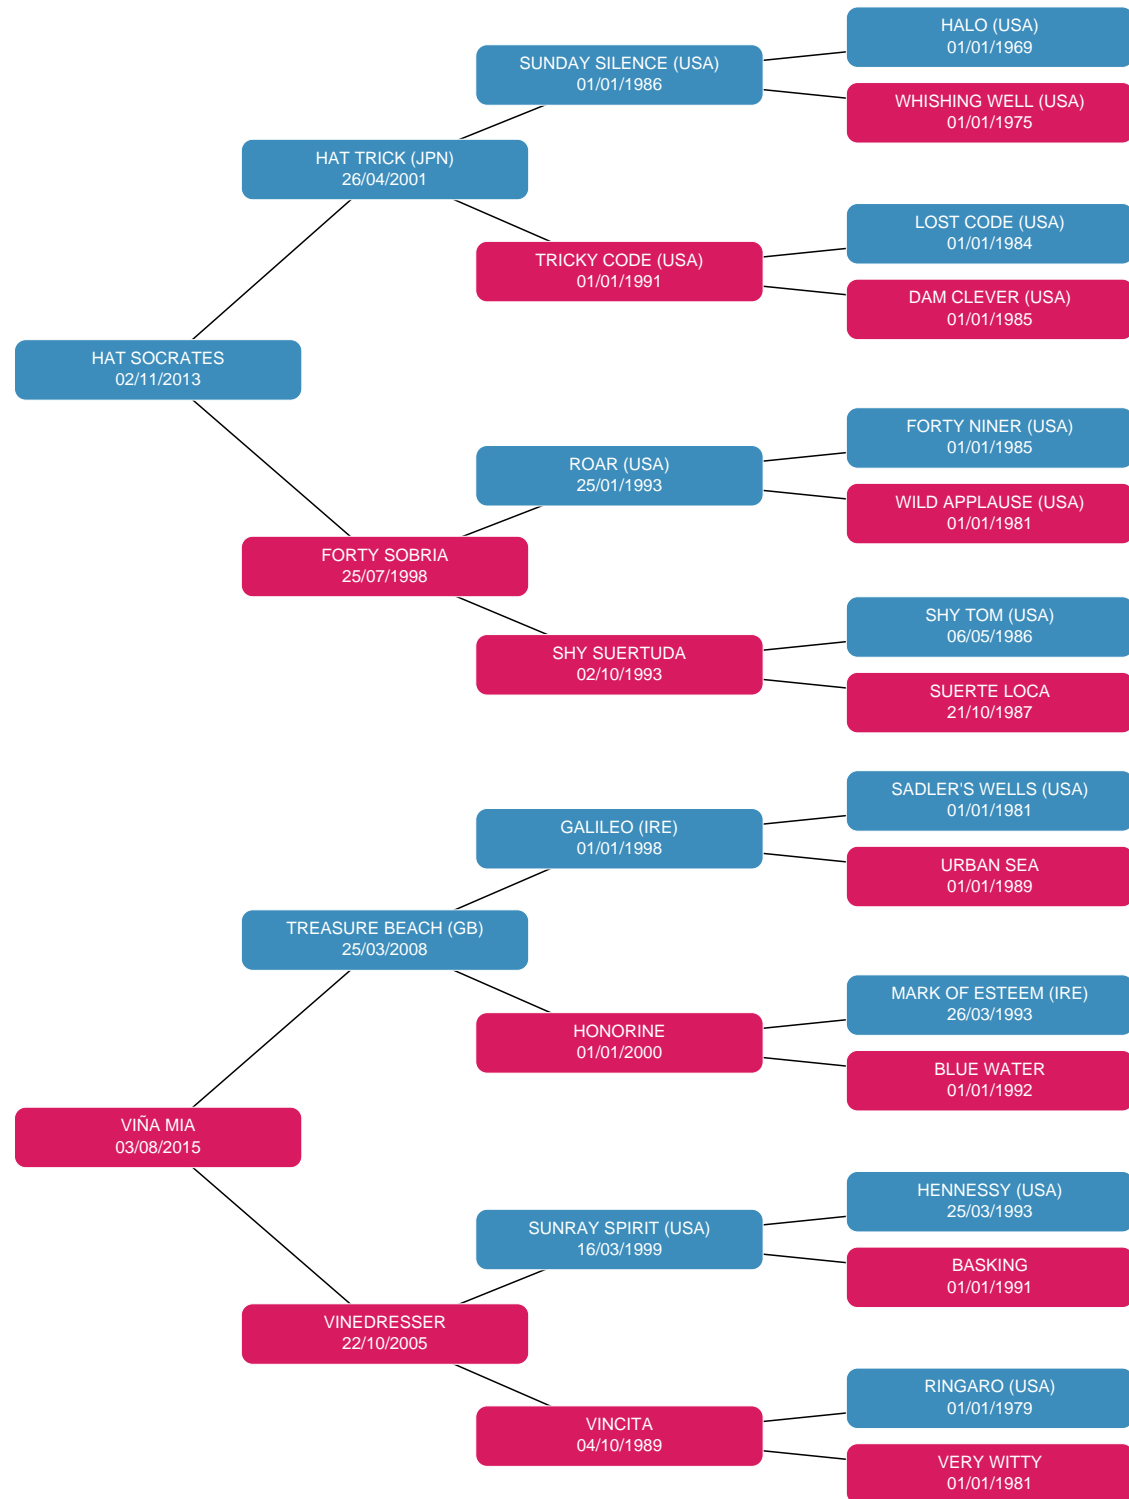 HALO (USA)
01/01/1969
SUNDAY SILENCE (USA)
01/01/1986
WHISHING WELL (USA)
01/01/1975
HAT TRICK (JPN)
26/04/2001
LOST CODE (USA)
01/01/1984
TRICKY CODE (USA)
01/01/1991
DAM CLEVER (USA)
01/01/1985
HAT SOCRATES
02/11/2013
FORTY NINER (USA)
01/01/1985
ROAR (USA)
25/01/1993
WILD APPLAUSE (USA)
01/01/1981
FORTY SOBRIA
25/07/1998
SHY TOM (USA)
06/05/1986
SHY SUERTUDA
02/10/1993
SUERTE LOCA
21/10/1987
SADLER'S WELLS (USA)
01/01/1981
GALILEO (IRE)
01/01/1998
URBAN SEA
01/01/1989
TREASURE BEACH (GB)
25/03/2008
MARK OF ESTEEM (IRE)
26/03/1993
HONORINE
01/01/2000
BLUE WATER
01/01/1992
VIÑA MIA
03/08/2015
HENNESSY (USA)
25/03/1993
SUNRAY SPIRIT (USA)
16/03/1999
BASKING
01/01/1991
VINEDRESSER
22/10/2005
RINGARO (USA)
01/01/1979
VINCITA
04/10/1989
VERY WITTY
01/01/1981